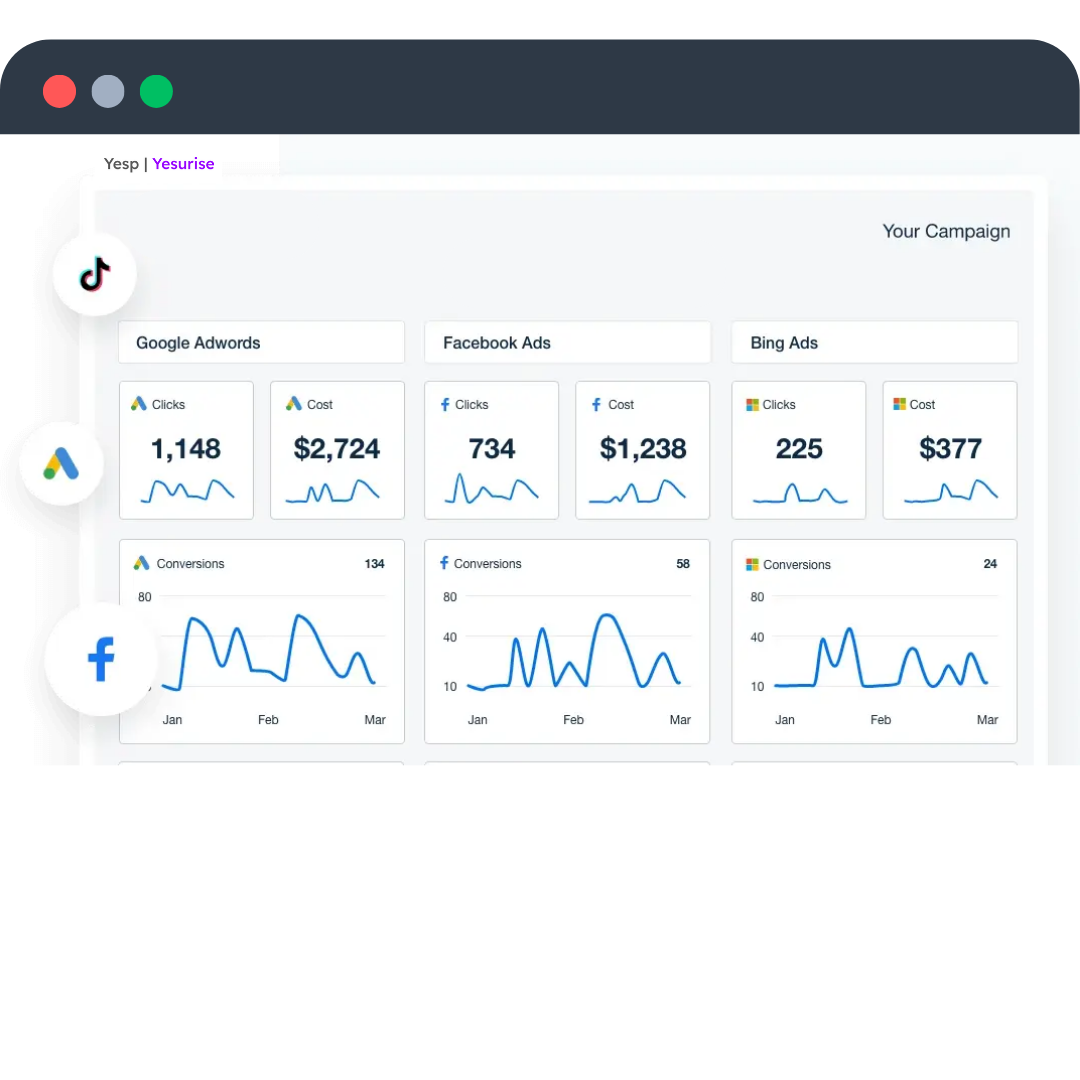 Yesp | Yesurise
Your Campaign
Google Adwords
Facebook Ads
Bing Ads
Clicks
1,148
Cost
$2,724
Clicks
734
Cost
$1,238
Clicks
225
Cost
$377
Conversions 134
80
Jan Feb Mar
Conversions 58
80
40
10
Jan Feb Mar
Conversions 24
80
40
10
Jan Feb Mar